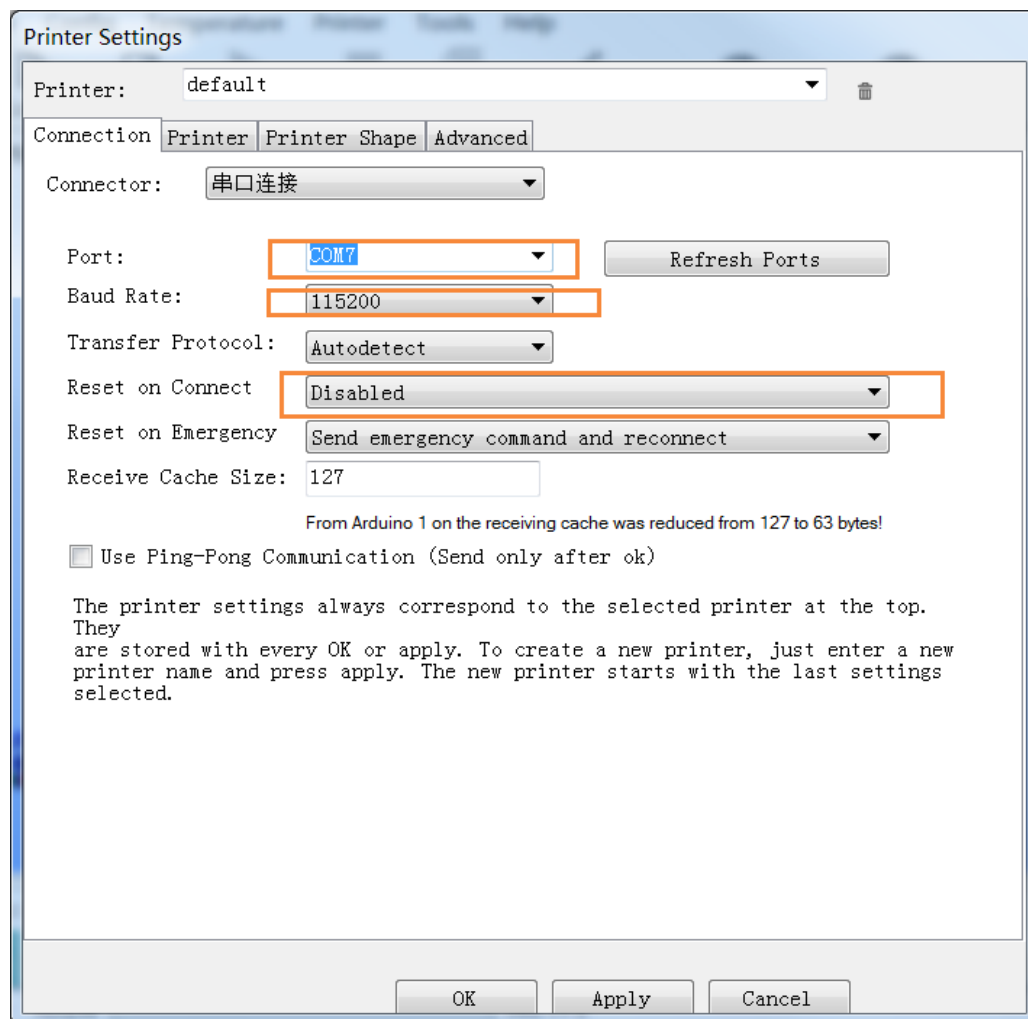 Temperature Printer Tools Help
Printer Settings
Printer: default
Connection Printer Printer Shape Advanced
Connector: 串口连接
Port: COM7 Refresh Ports
Baud Rate: 115200
Transfer Protocol: Autodetect
Reset on Connect Disabled
Reset on Emergency Send emergency command and reconnect
Receive Cache Size: 127
From Arduino 1 on the receiving cache was reduced from 127 to 63 bytes!
Use Ping-Pong Communication (Send only after ok)
The printer settings always correspond to the selected printer at the top.
They
are stored with every OK or apply. To create a new printer, just enter a new
printer name and press apply. The new printer starts with the last settings
selected.
OK Apply Cancel